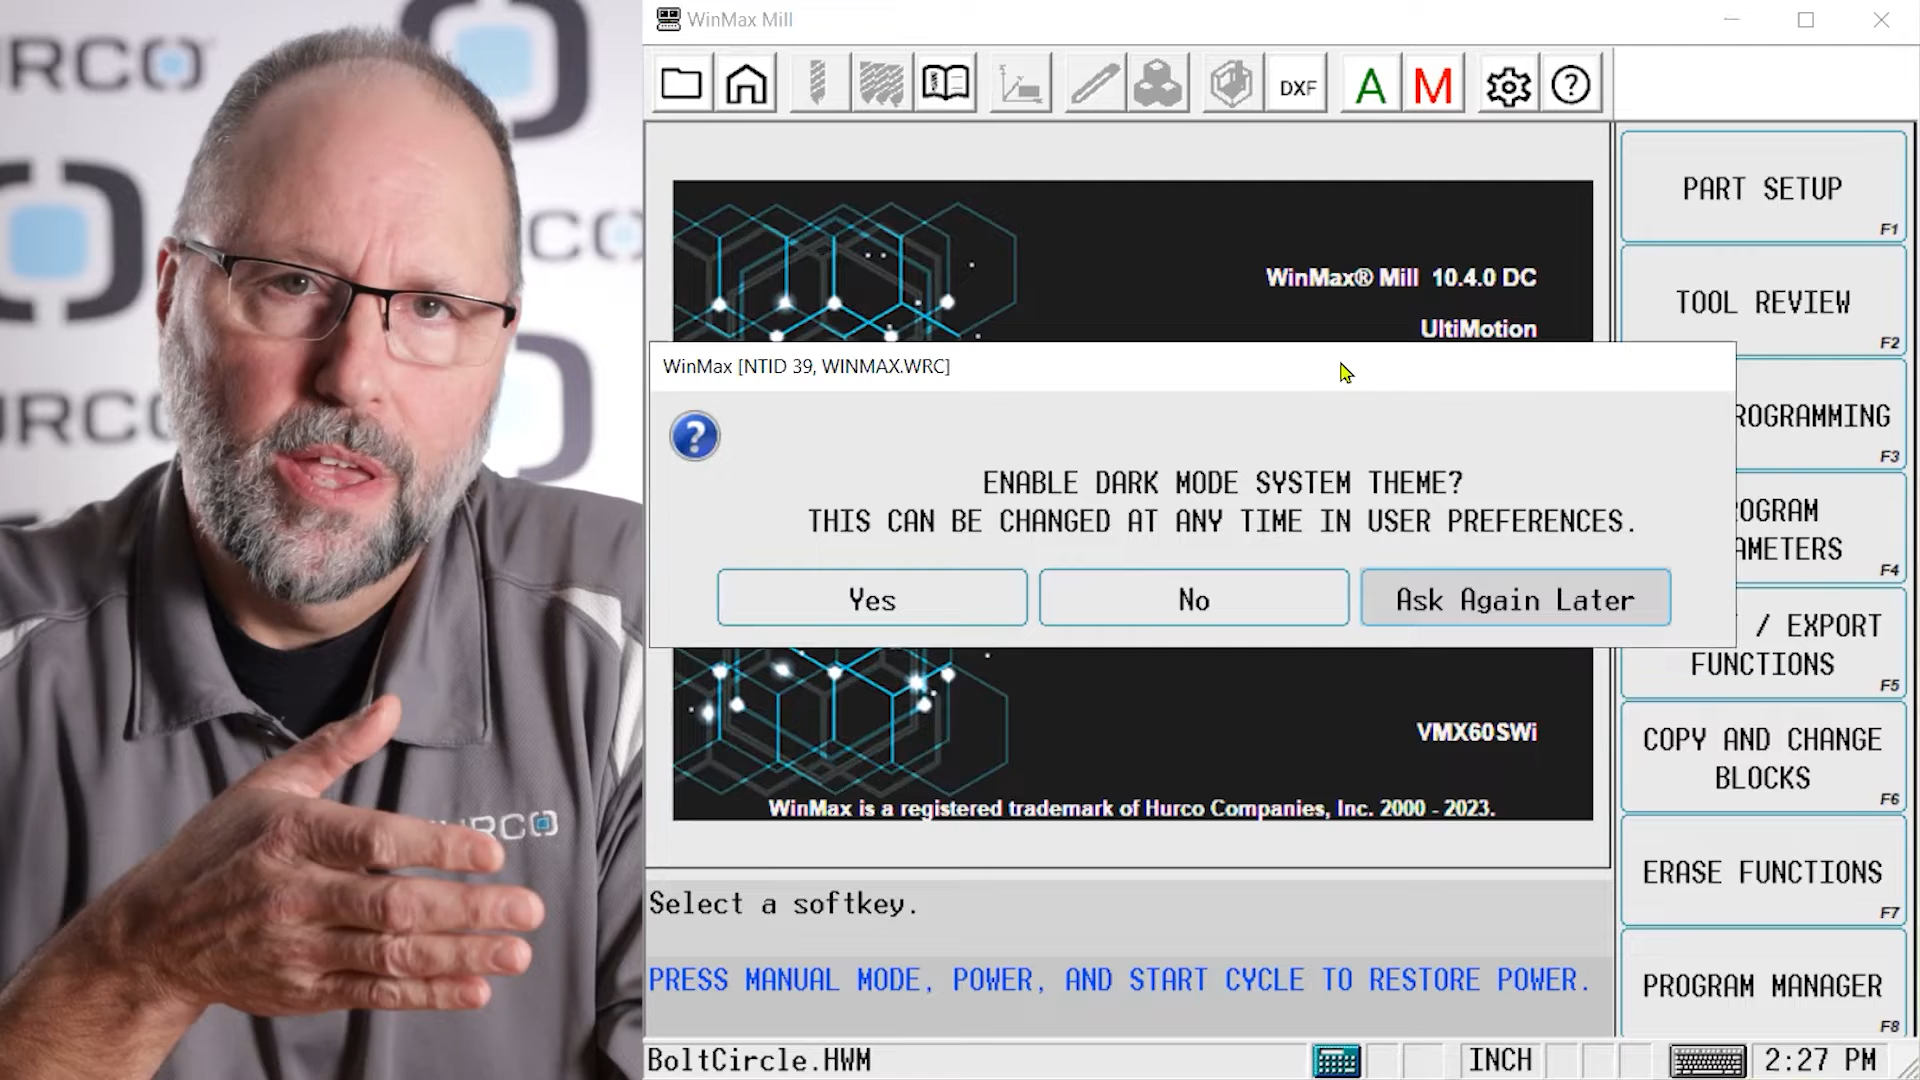 WinMax Mill
DXF
A
M
PART SETUP
F1
TOOL REVIEW
F2
ROGRAMMING
F3
OGRAM
AMETERS
F4
/ EXPORT
FUNCTIONS
F5
COPY AND CHANGE
BLOCKS
F6
ERASE FUNCTIONS
F7
PROGRAM MANAGER
F8
WinMax® Mill 10.4.0 DC
UltiMotion
WinMax [NTID 39, WINMAX.WRC]
?
ENABLE DARK MODE SYSTEM THEME?
THIS CAN BE CHANGED AT ANY TIME IN USER PREFERENCES.
Yes
No
Ask Again Later
VMX60SWi
WinMax is a registered trademark of Hurco Companies, Inc. 2000 - 2023.
Select a softkey.
PRESS MANUAL MODE, POWER, AND START CYCLE TO RESTORE POWER.
BoltCircle.HWM
INCH
2:27 PM
URCO
URCO
CO
URCO